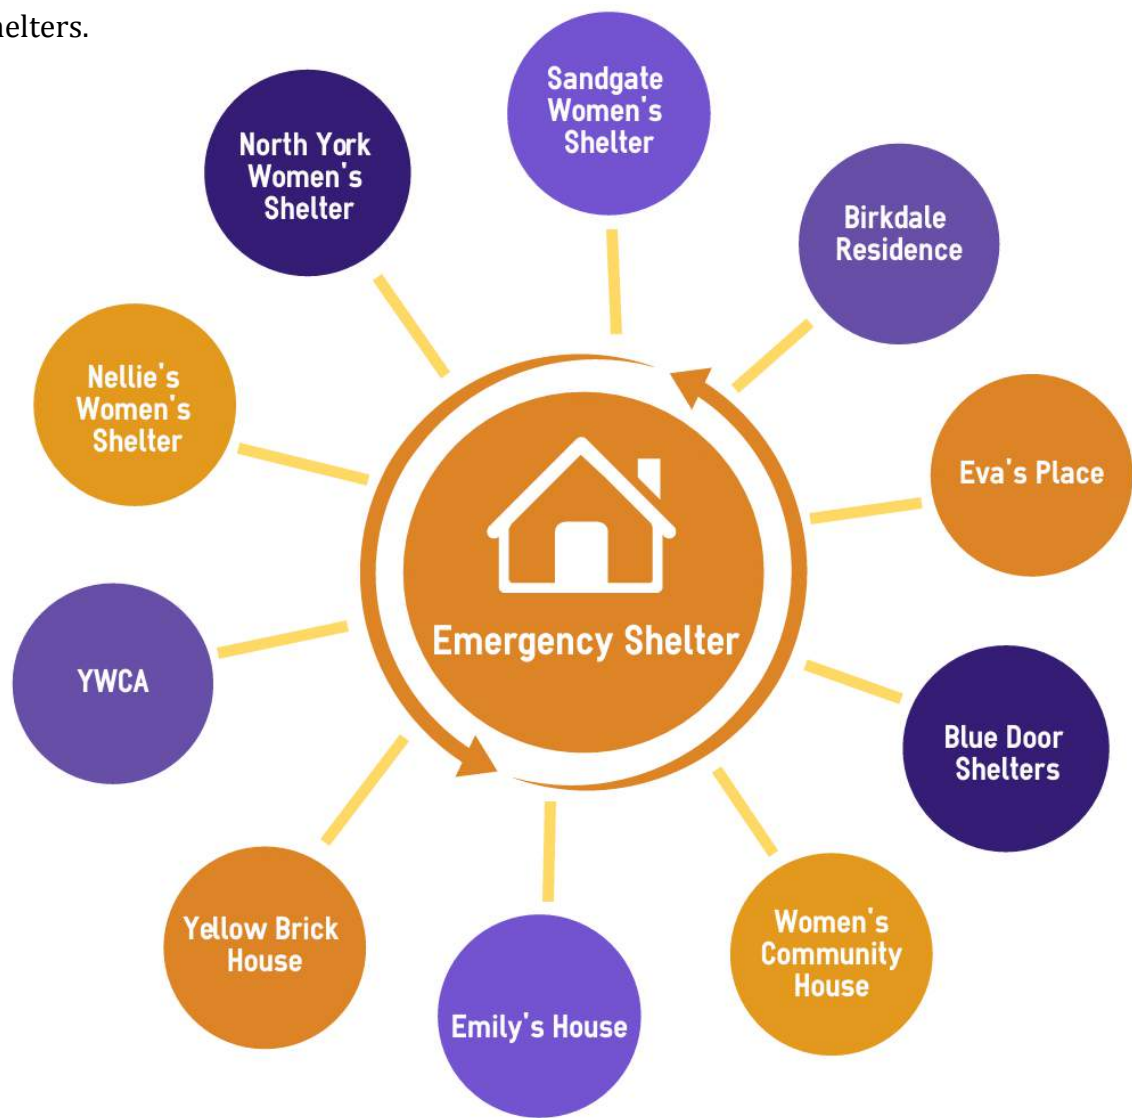 helters.
Sandgate
Women's
Shelter
North York
Women's
Shelter
Birkdale
Residence
Nellie's
Women's
Shelter
Eva's Place
Emergency Shelter
YWCA
Blue Door
Shelters
Yellow Brick
House
Women's
Community
House
Emily's House